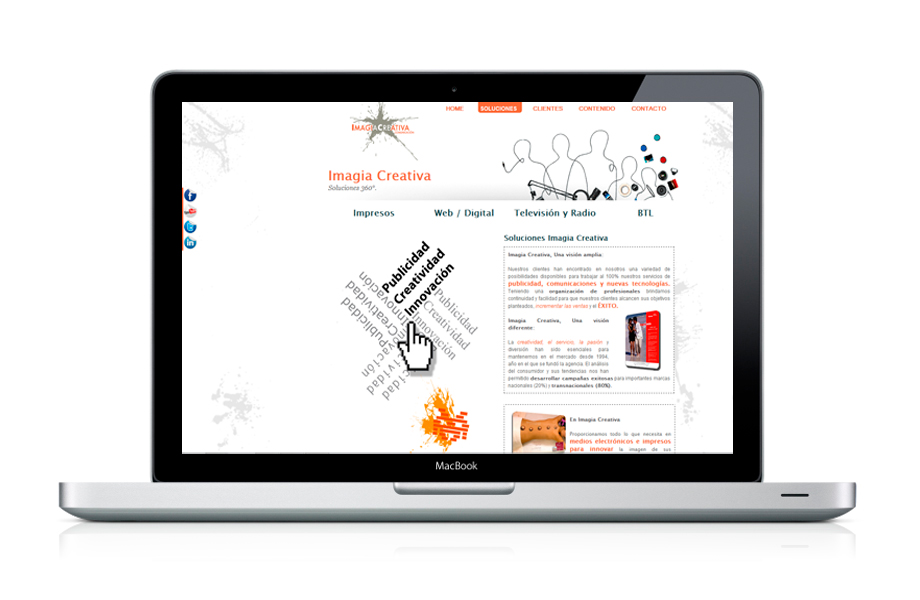 IMAGIACREATIVA
HOME SOLUCIONES CLIENTES CONTENIDO CONTACTO
Imagia Creativa
Soluciones 360°.
Impresos Web / Digital Televisión y Radio BTL
Publicidad
Creatividad
Innovación
Publicidad
Creatividad
Innovación
Innovación
Creatividad
Publicidad
Soluciones Imagia Creativa
Imagia Creativa, Una visión amplia:
Nuestros clientes han encontrado en nosotros una variedad de
posibilidades disponibles para trabajar al 100% nuestros servicios de
publicidad, comunicaciones y nuevas tecnologías.
Teniendo una organización de profesionales brindamos
continuidad y facilidad para que nuestros clientes alcancen sus objetivos
planteados, incrementar las ventas y el ÉXITO.
Imagia Creativa, Una visión
diferente:
La creatividad, el servicio, la pasión y
diversión han sido esenciales para
mantenernos en el mercado desde 1994,
año en el que se fundó la agencia. El análisis
del consumidor y sus tendencias nos han
permitido desarrollar campañas exitosas para importantes marcas
nacionales (20%) y transnacionales (80%).
En Imagia Creativa
Proporcionamos todo lo que necesita en
medios electrónicos e impresos
para innovar la imagen de sus
MacBook